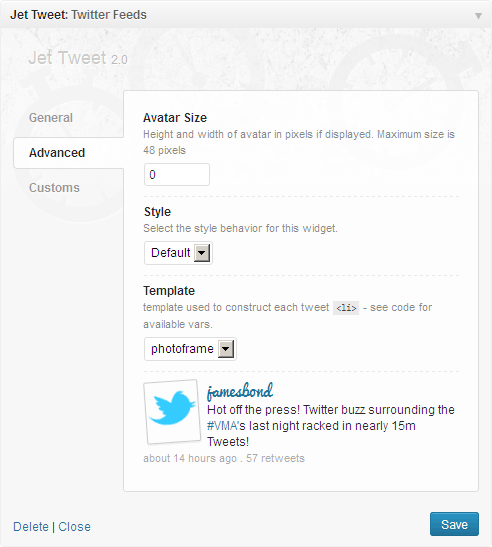 Jet Tweet: Twitter Feeds
Jet Tweet 2.0
General
Advanced
Customs
Avatar Size
Height and width of avatar in pixels if displayed. Maximum size is
48 pixels
0
Style
Select the style behavior for this widget.
Default
Template
template used to construct each tweet <li> - see code for
available vars.
photoframe
jamesbond
Hot off the press! Twitter buzz surrounding the
#VMA's last night racked in nearly 15m
Tweets!
about 14 hours ago . 57 retweets
Delete | Close
Save